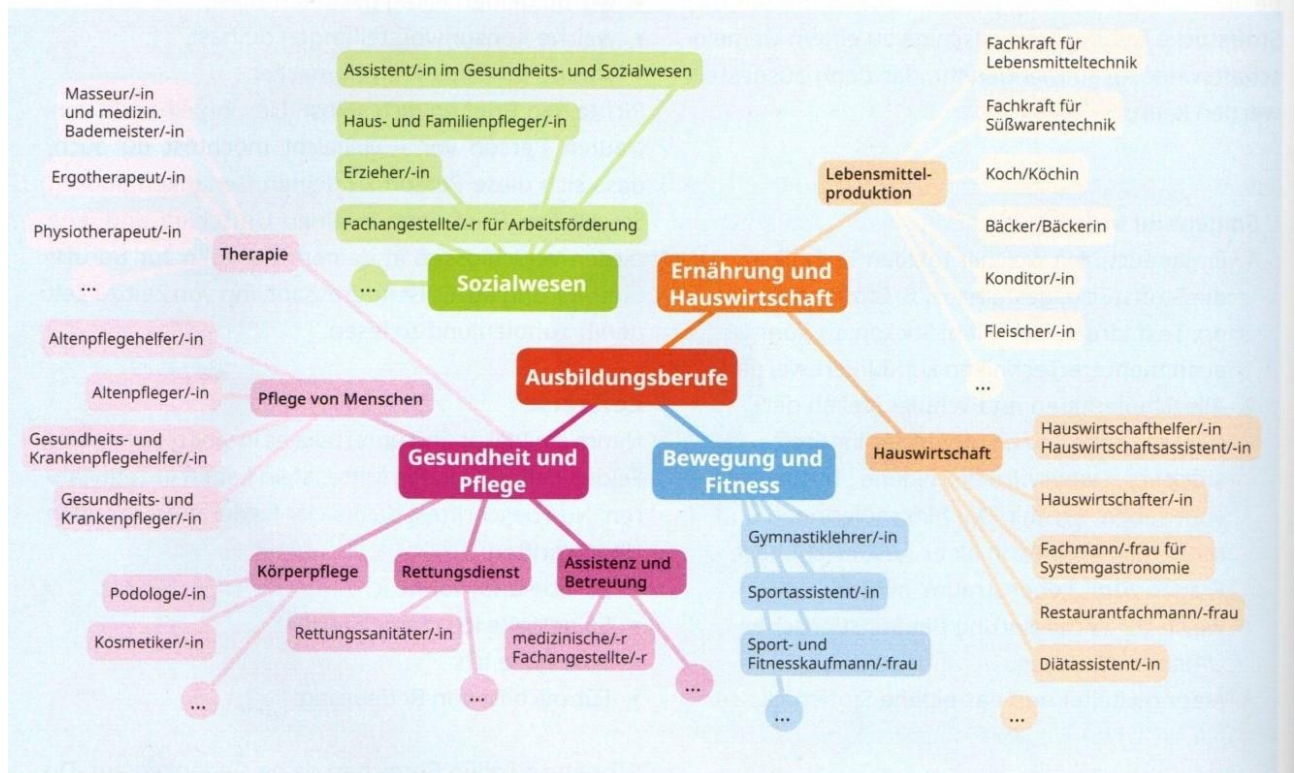 Assistent/-in im Gesundheits- und Sozialwesen
Haus- und Familienpfleger/-in
Erzieher/-in
Fachangestellte/-r für Arbeitsförderung
...
Sozialwesen
Masseur/-in
und medizin.
Bademeister/-in
Ergotherapeut/-in
Physiotherapeut/-in
...
Therapie
Altenpflegehelfer/-in
Altenpfleger/-in
Gesundheits- und
Krankenpflegehelfer/-in
Gesundheits- und
Krankenpfleger/-in
Pflege von Menschen
Ausbildungsberufe
Ernährung und
Hauswirtschaft
Lebensmittel-
produktion
Fachkraft für
Lebensmitteltechnik
Fachkraft für
Süßwarentechnik
Koch/Köchin
Bäcker/Bäckerin
Konditor/-in
Fleischer/-in
...
Gesundheit und
Pflege
Körperpflege
Podologe/-in
Kosmetiker/-in
...
Rettungsdienst
Rettungssanitäter/-in
...
Assistenz und
Betreuung
medizinische/-r
Fachangestellte/-r
...
Bewegung und
Fitness
Gymnastiklehrer/-in
Sportassistent/-in
Sport- und
Fitnesskaufmann/-frau
...
Hauswirtschaft
Hauswirtschafthelfer/-in
Hauswirtschaftsassistent/-in
Hauswirtschafter/-in
Fachmann/-frau für
Systemgastronomie
Restaurantfachmann/-frau
Diätassistent/-in
...